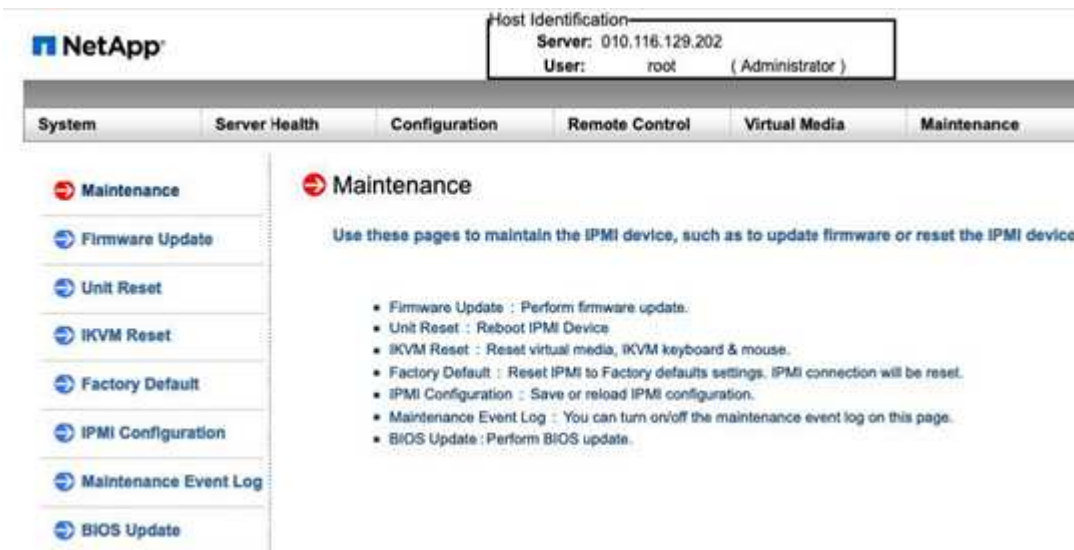 NetApp
Host Identification
Server: 010.116.129.202
User: root ( Administrator )
System Server Health Configuration Remote Control Virtual Media Maintenance
Maintenance
Firmware Update
Unit Reset
IKVM Reset
Factory Default
IPMI Configuration
Maintenance Event Log
BIOS Update
Maintenance
Use these pages to maintain the IPMI device, such as to update firmware or reset the IPMI device
Firmware Update : Perform firmware update.
Unit Reset : Reboot IPMI Device
IKVM Reset : Reset virtual media, IKVM keyboard & mouse.
Factory Default : Reset IPMI to Factory defaults settings. IPMI connection will be reset.
IPMI Configuration : Save or reload IPMI configuration.
Maintenance Event Log : You can turn on/off the maintenance event log on this page.
BIOS Update : Perform BIOS update.